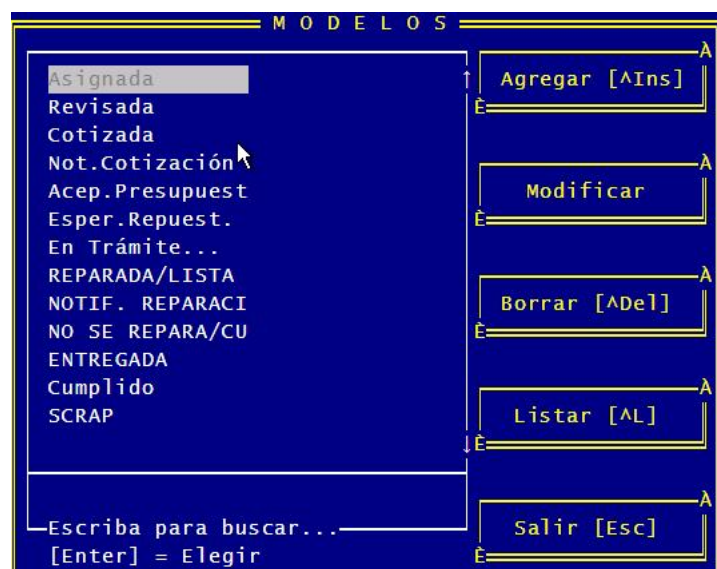 M O D E L O S
Asignada
Revisada
Cotizada
Not.Cotización
Acep.Presupuest
Esper.Repuest.
En Trámite...
REPARADA/LISTA
NOTIF. REPARACI
NO SE REPARA/CU
ENTREGADA
Cumplido
SCRAP
Escriba para buscar...
[Enter] = Elegir
Agregar [^Ins]
Modificar
Borrar [^Del]
Listar [^L]
Salir [Esc]